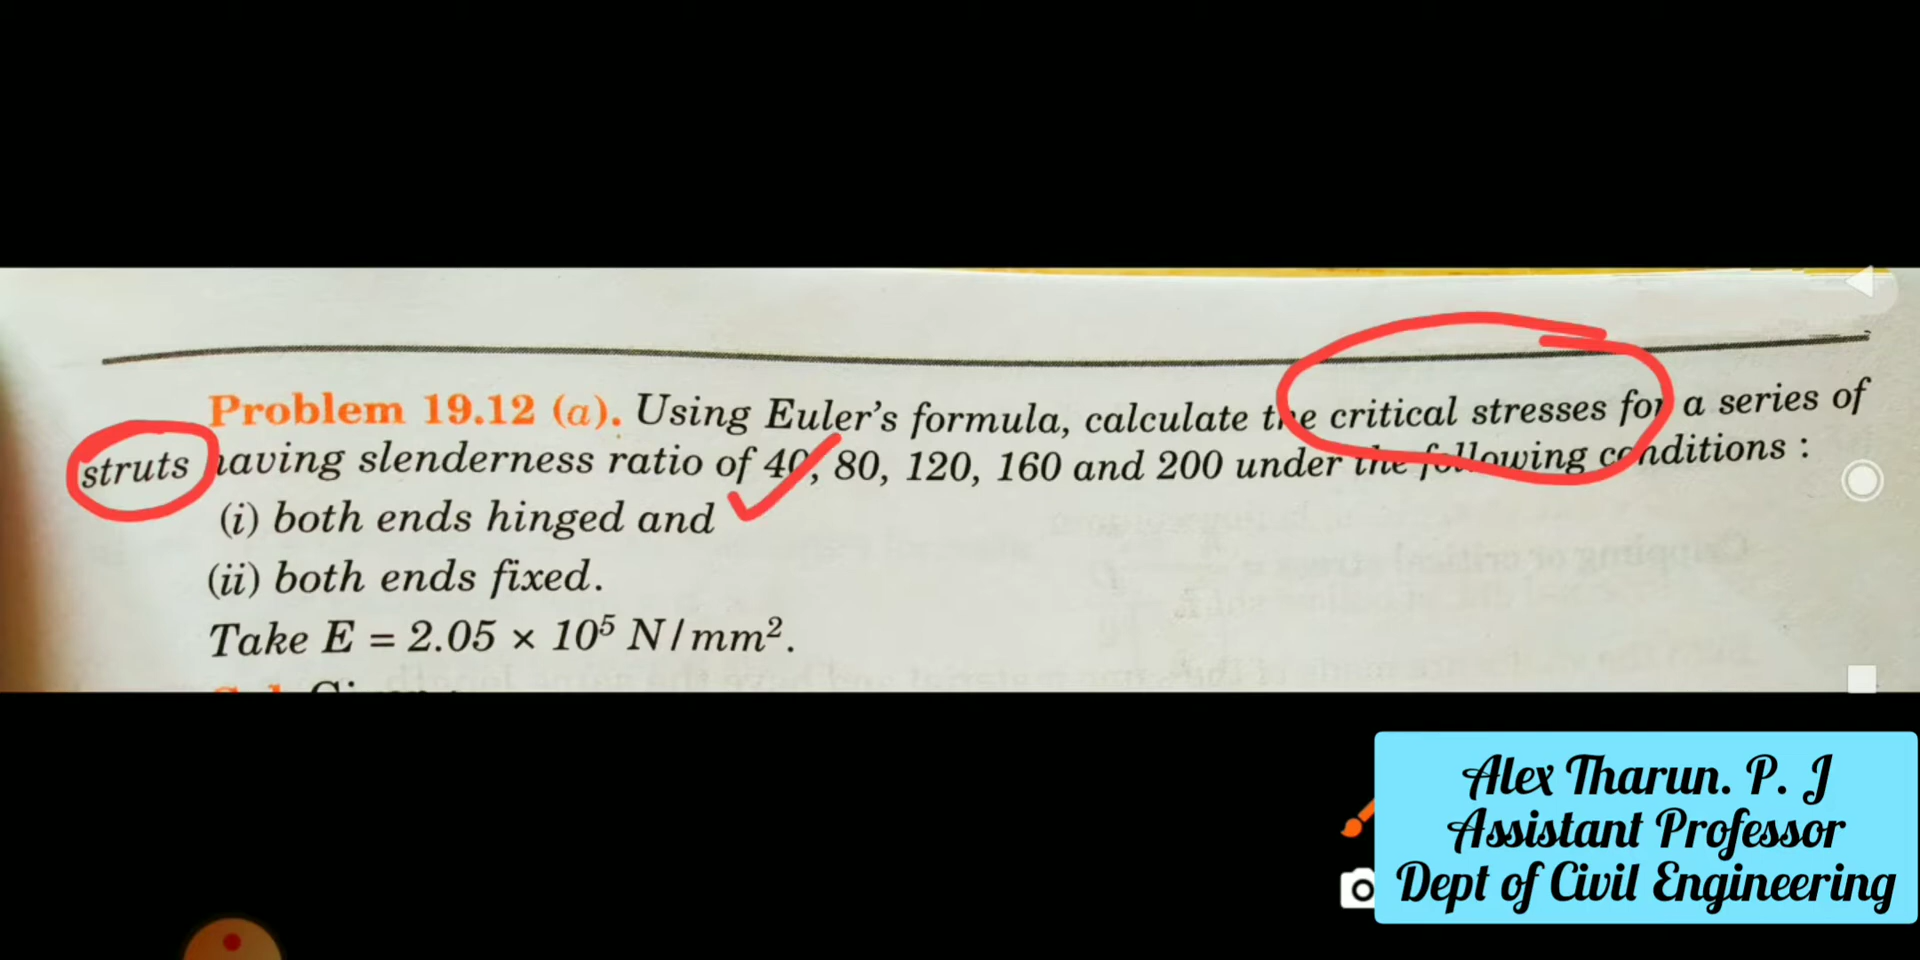 Problem 19.12 (a). Using Euler's formula, calculate the critical stresses for a series of
struts having slenderness ratio of 40, 80, 120, 160 and 200 under the following conditions :
(i) both ends hinged and
(ii) both ends fixed.
Take E = 2.05 × 10⁵ N/mm².
Alex Tharun. P. J
Assistant Professor
Dept of Civil Engineering